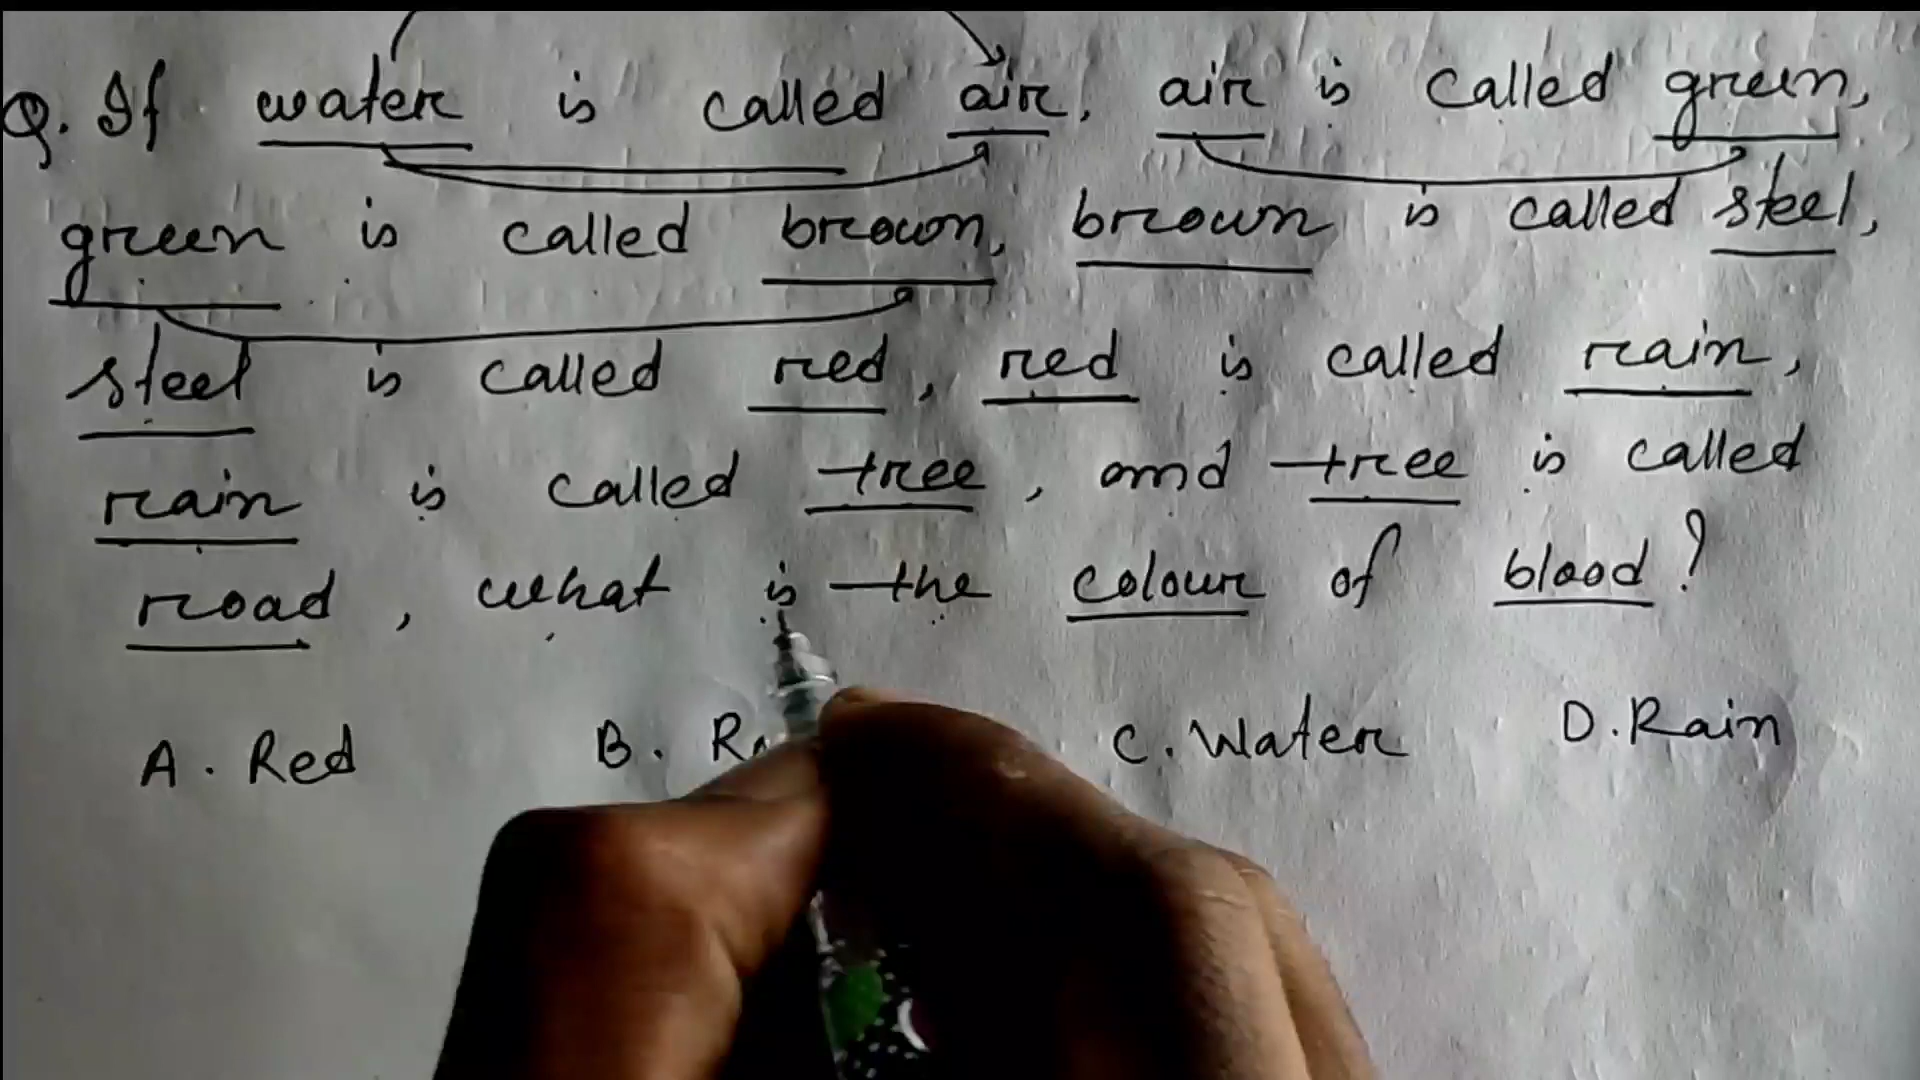 Q. If water is called air, air is called green,
green is called brown, brown is called steel,
steel is called red, red is called rain,
rain is called tree, and tree is called
road, what is the colour of blood?
A. Red B. C. Water D. Rain